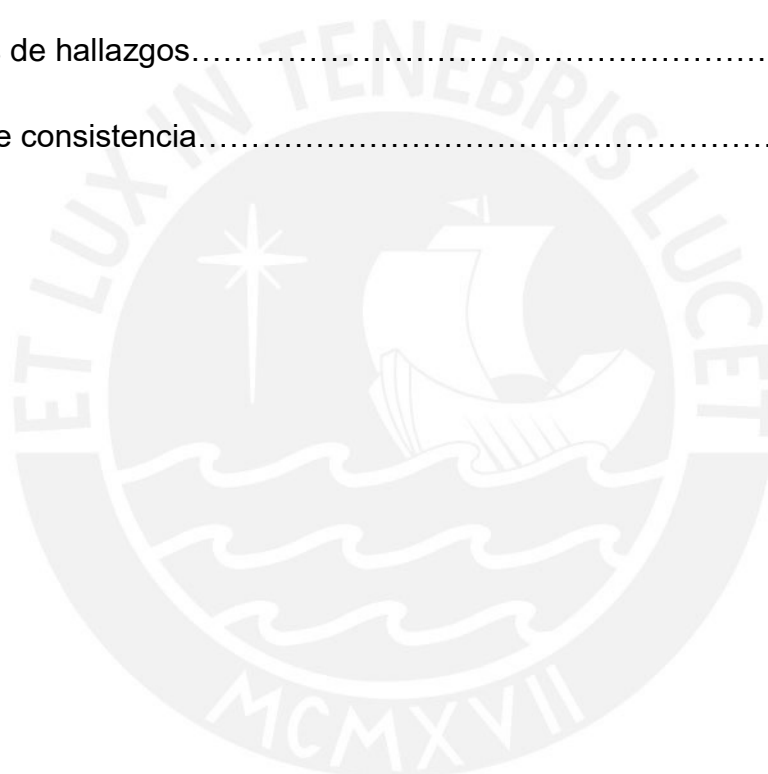 de hallazgos……………………………………………………
e consistencia……………………………………………………
ET LUX IN TENEBRIS LUCET
MCMXVII